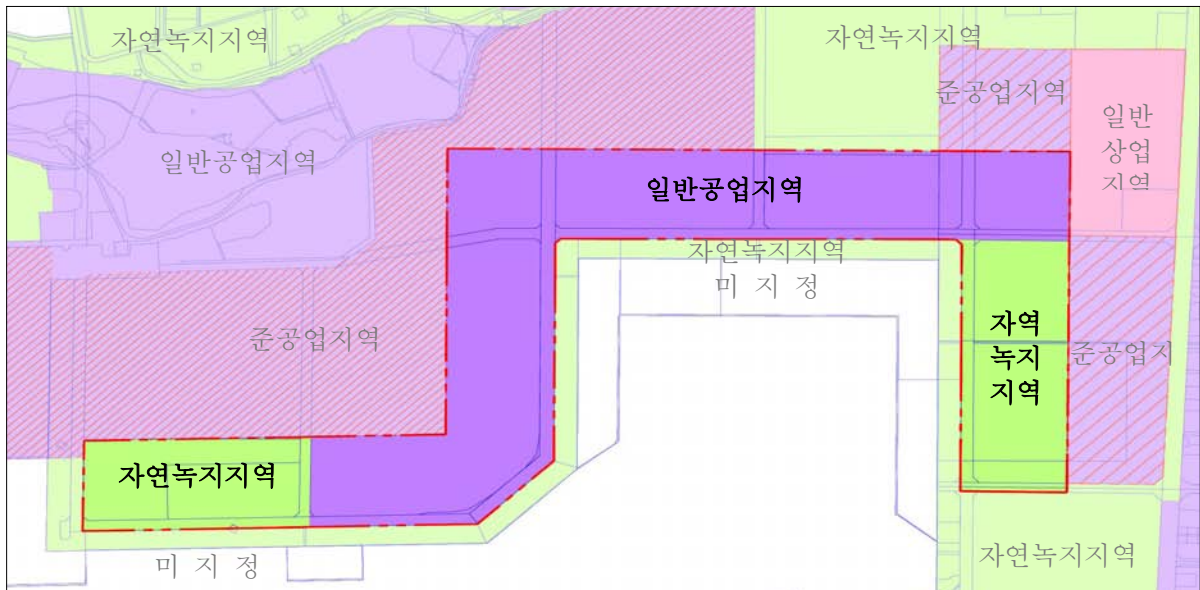 자연녹지지역
자연녹지지역
준공업지역
일반
상업
지역
일반공업지역
일반공업지역
자연녹지지역
미 지 정
자역
녹지
지역
준공업지역
준공업지
자연녹지지역
자연녹지지역
미 지 정